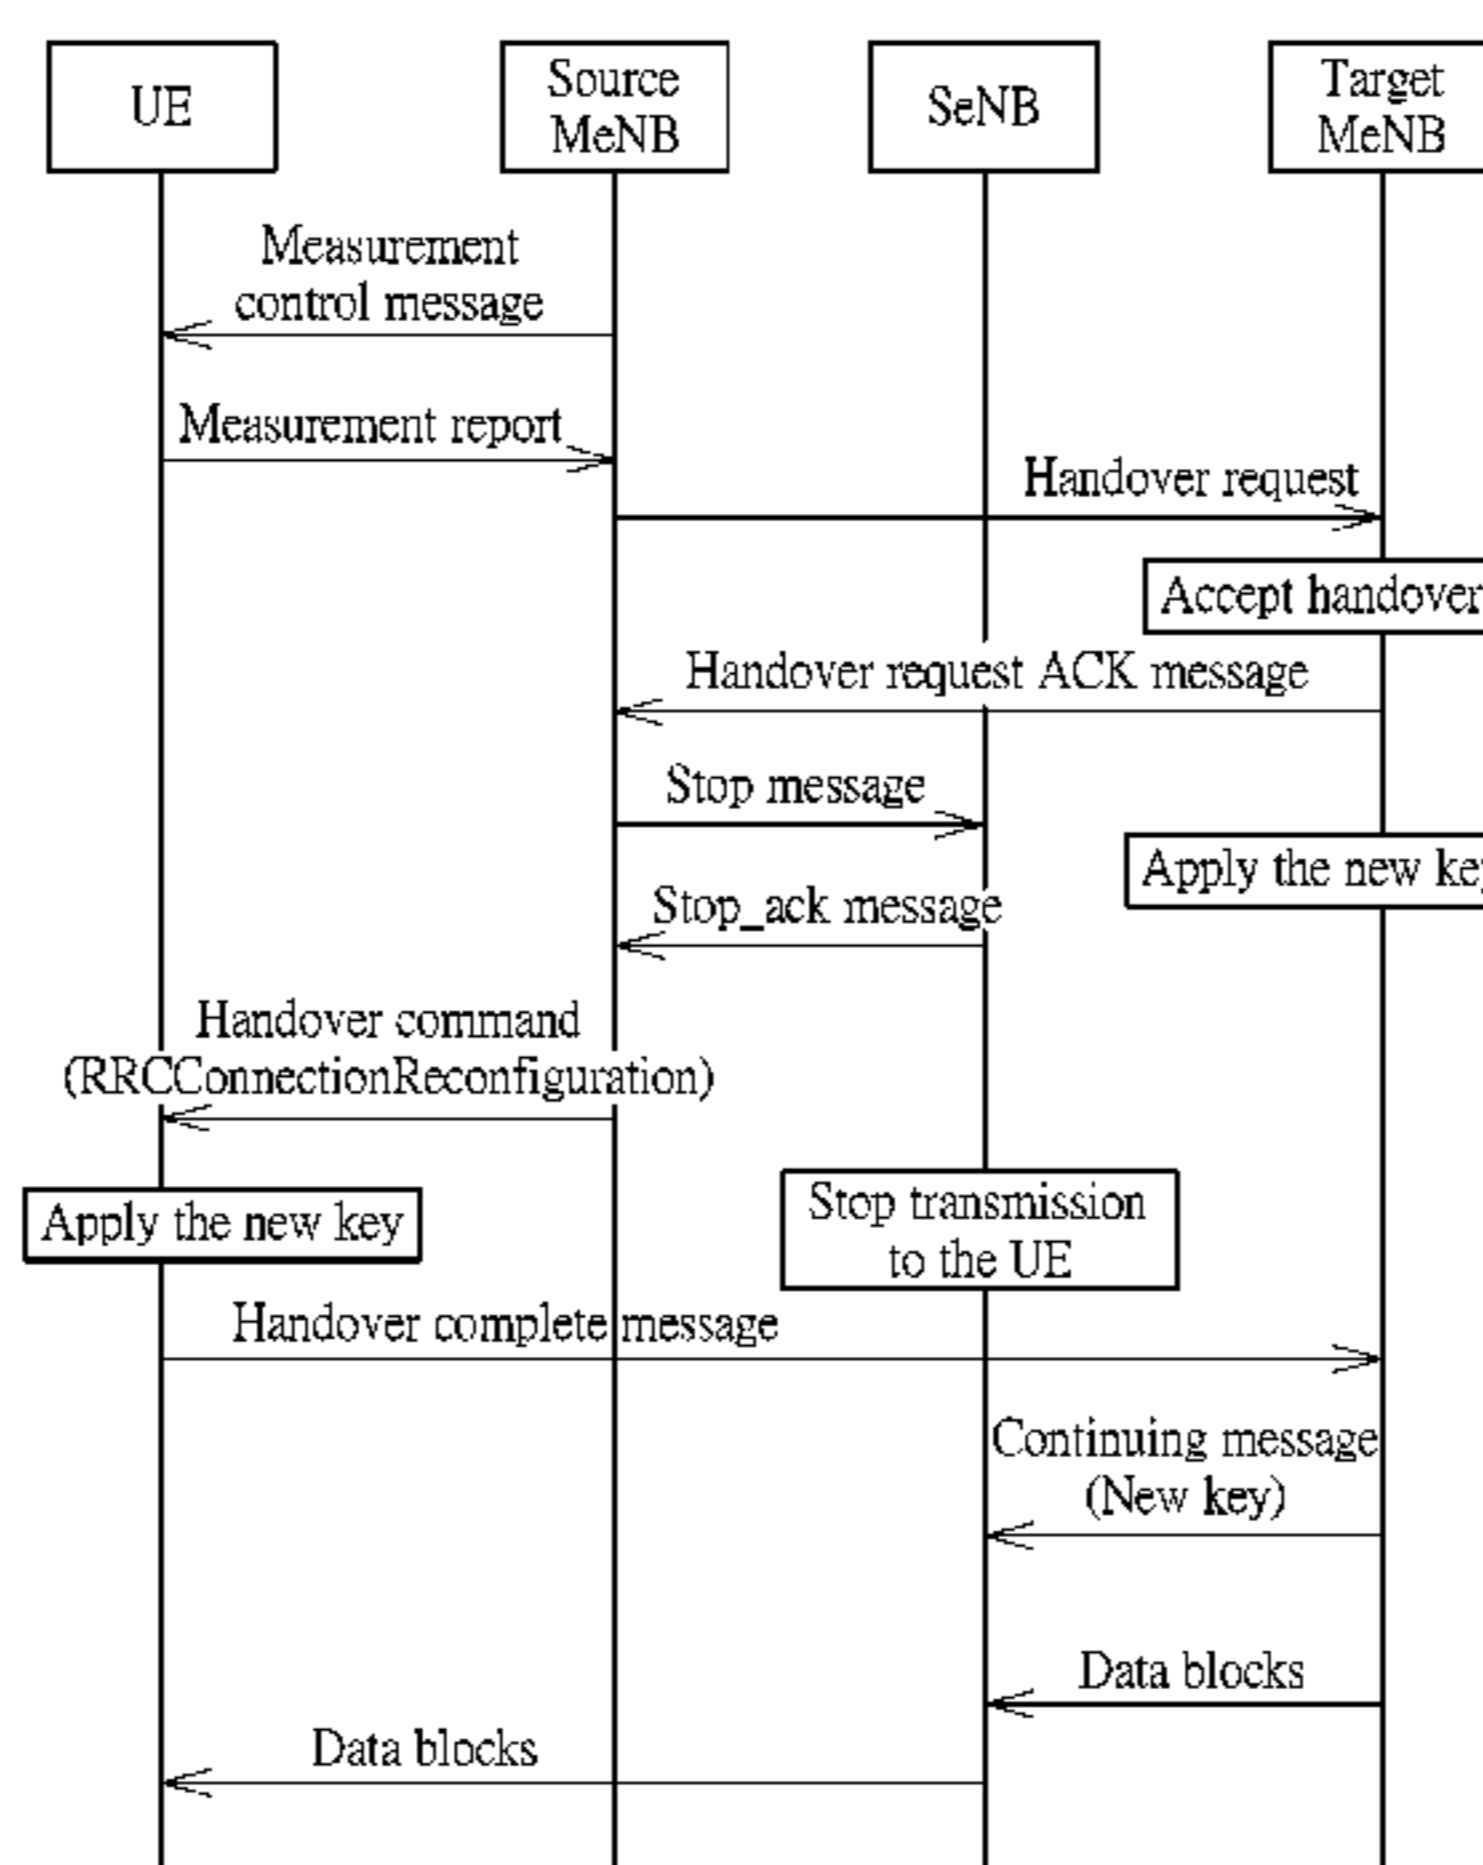 UE
Source
MeNB
SeNB
Target
MeNB
Measurement
control message
Measurement report
Handover request
Accept handover
Handover request ACK message
Stop message
Apply the new
Stop_ack message
Handover command
(RRCConnectionReconfiguration)
Apply the new key
Stop transmission
to the UE
Handover complete message
Continuing message
(New key)
Data blocks
Data blocks